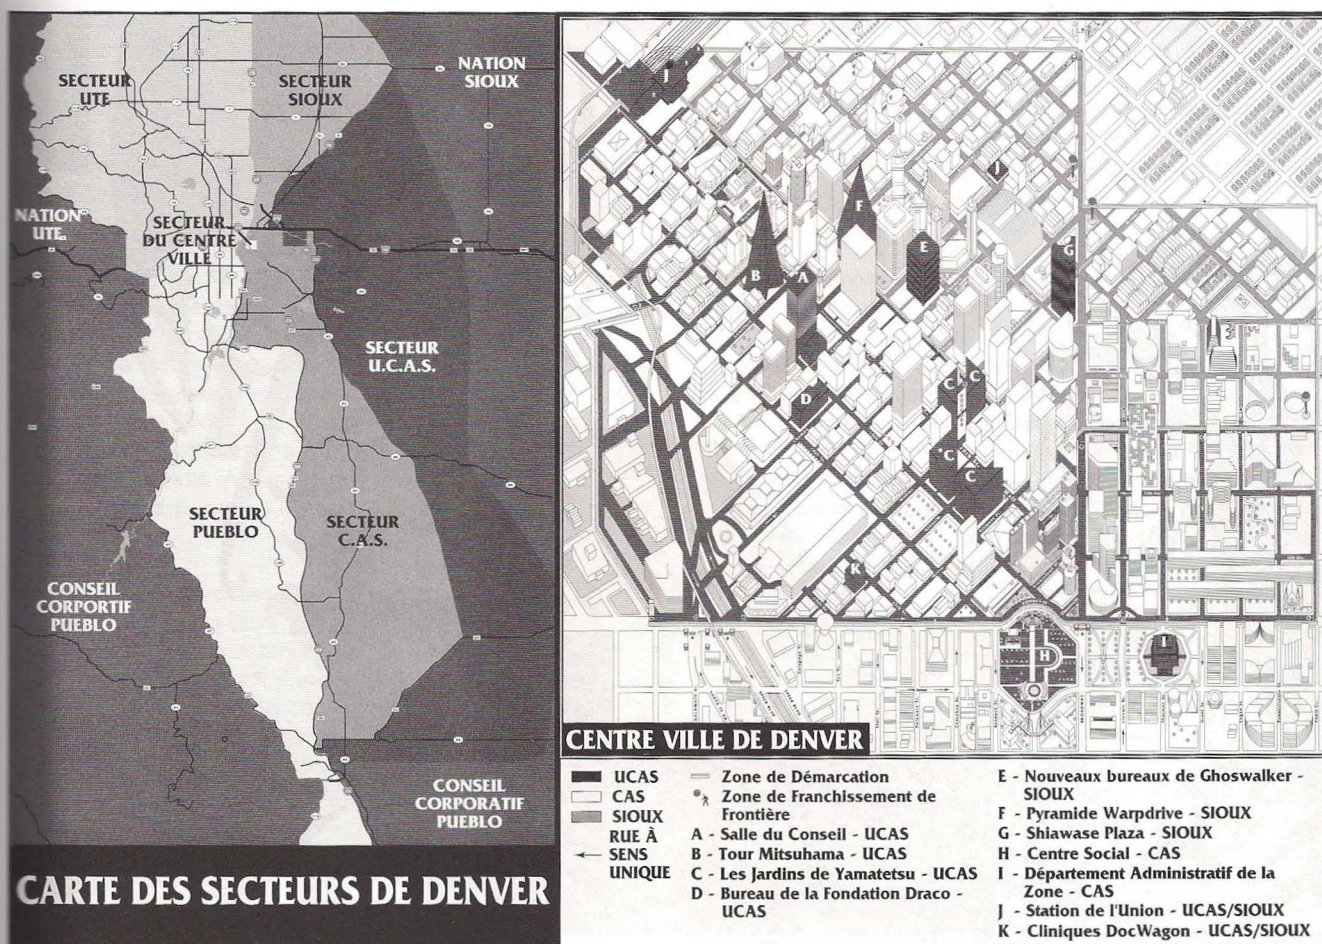 SECTEUR
UTE
SECTEUR
SIOUX
NATION
SIOUX
NATION
UTE
SECTEUR
DU CENTRE
VILLE
SECTEUR
U.C.A.S.
SECTEUR
PUEBLO
SECTEUR
C.A.S.
CONSEIL
CORPORTIF
PUEBLO
CONSEIL
CORPORATIF
PUEBLO
CARTE DES SECTEURS DE DENVER
J
J
F
E
G
B
A
C
C
D
C
C
K
H
I
CENTRE VILLE DE DENVER
UCAS
CAS
SIOUX
RUE À
SENS
UNIQUE
Zone de Démarcation
Zone de Franchissement de
Frontière
A - Salle du Conseil - UCAS
B - Tour Mitsuhama - UCAS
C - Les Jardins de Yamatetsu - UCAS
D - Bureau de la Fondation Draco -
UCAS
E - Nouveaux bureaux de Ghoswalker -
SIOUX
F - Pyramide Warpdrive - SIOUX
G - Shiawase Plaza - SIOUX
H - Centre Social - CAS
I - Département Administratif de la
Zone - CAS
J - Station de l'Union - UCAS/SIOUX
K - Cliniques DocWagon - UCAS/SIOUX